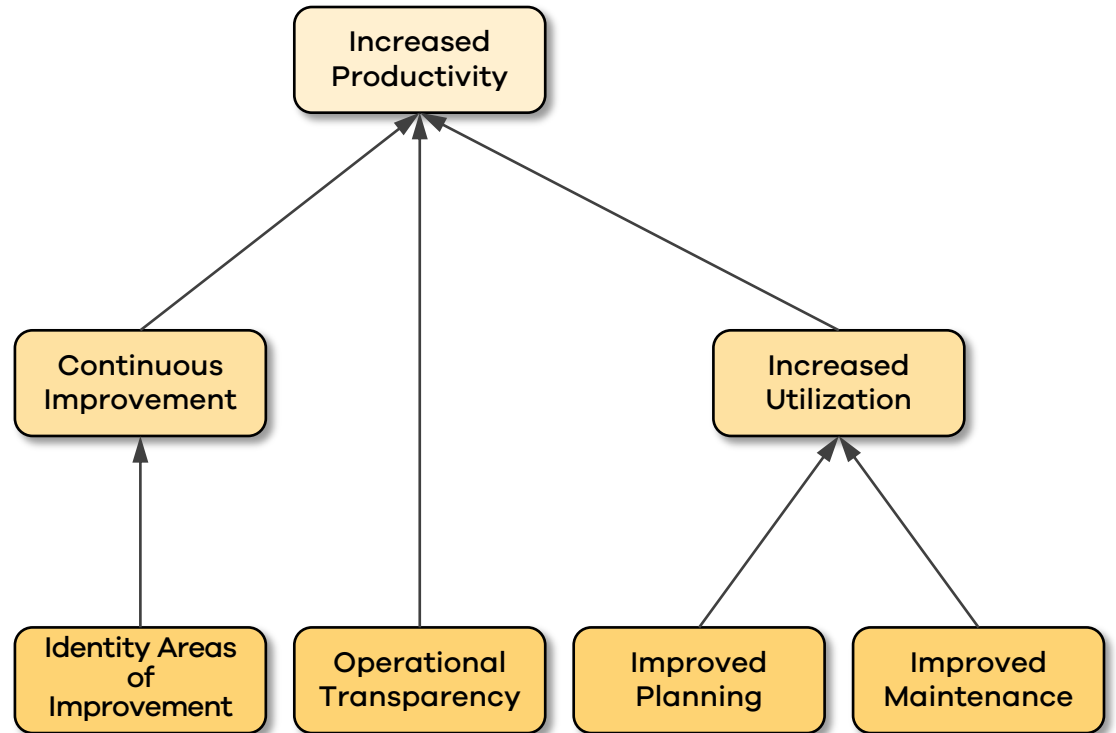 Increased
Productivity
Continuous
Improvement
Increased
Utilization
Identity Areas
of
Improvement
Operational
Transparency
Improved
Planning
Improved
Maintenance